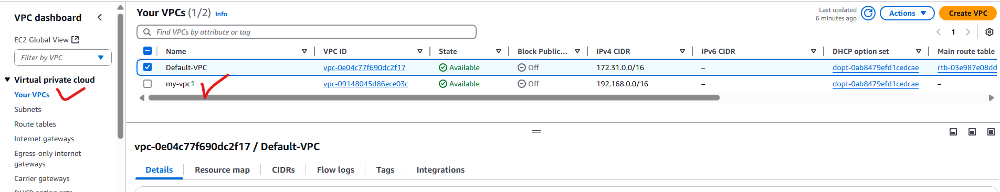 VPC dashboard
EC2 Global View
Filter by VPC
Virtual private cloud
Your VPCs
Subnets
Route tables
Internet gateways
Egress-only internet
gateways
Carrier gateways
Your VPCs (1/2) Info
Last updated
6 minutes ago
Actions
Create VPC
Find VPCs by attribute or tag
1
Name VPC ID State Block Public... IPv4 CIDR IPv6 CIDR DHCP option set Main route table
Default-VPC vpc-0e04c77f690dc2f17 Available Off 172.31.0.0/16 – dopt-0ab8479efd1cedcae rtb-03e987e08dd
my-vpc1 vpc-09148045d86ece03c Available Off 192.168.0.0/16 – dopt-0ab8479efd1cedcae –
vpc-0e04c77f690dc2f17 / Default-VPC
Details Resource map CIDRs Flow logs Tags Integrations